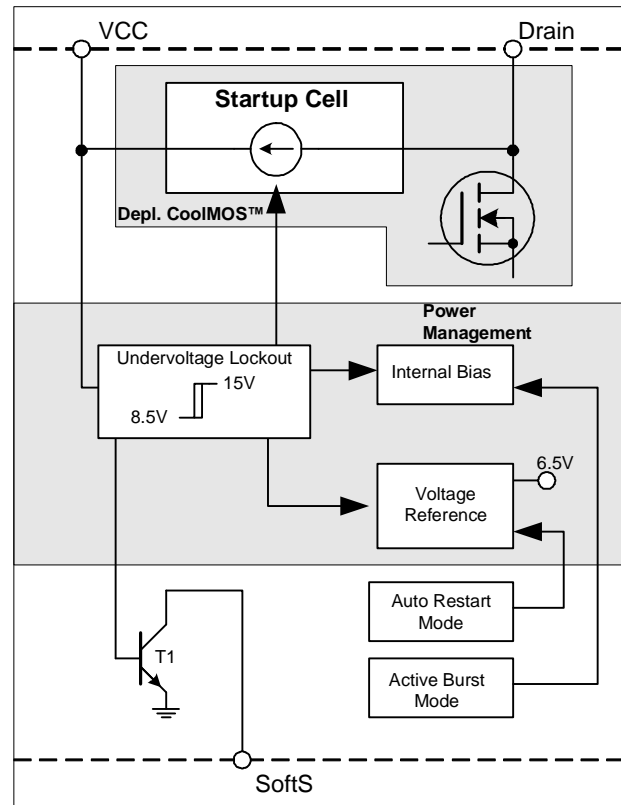 VCC
Drain
Startup Cell
Depl. CoolMOS™
Power
Management
Undervoltage Lockout
15V
8.5V
Internal Bias
6.5V
Voltage
Reference
Auto Restart
Mode
T1
Active Burst
Mode
SoftS